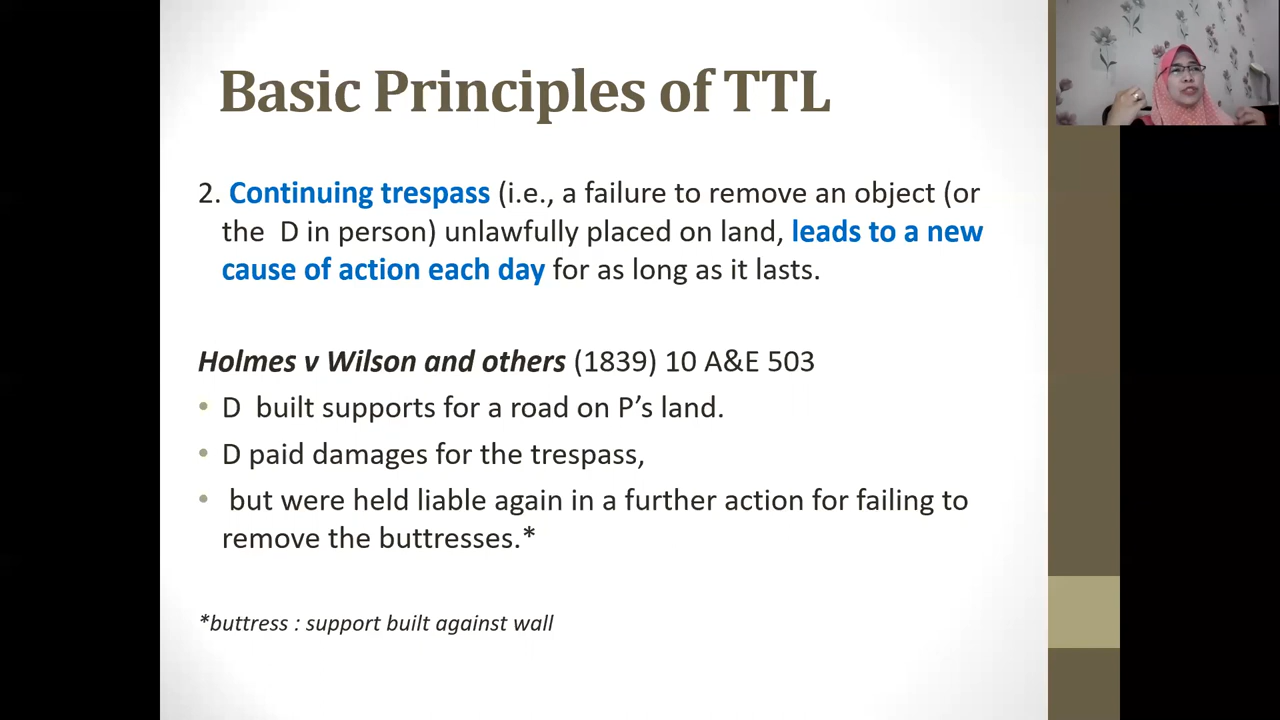 Basic Principles of TTL
2. Continuing trespass (i.e., a failure to remove an object (or
the D in person) unlawfully placed on land, leads to a new
cause of action each day for as long as it lasts.
Holmes v Wilson and others (1839) 10 A&E 503
• D built supports for a road on P’s land.
• D paid damages for the trespass,
• but were held liable again in a further action for failing to
remove the buttresses.*
*buttress : support built against wall